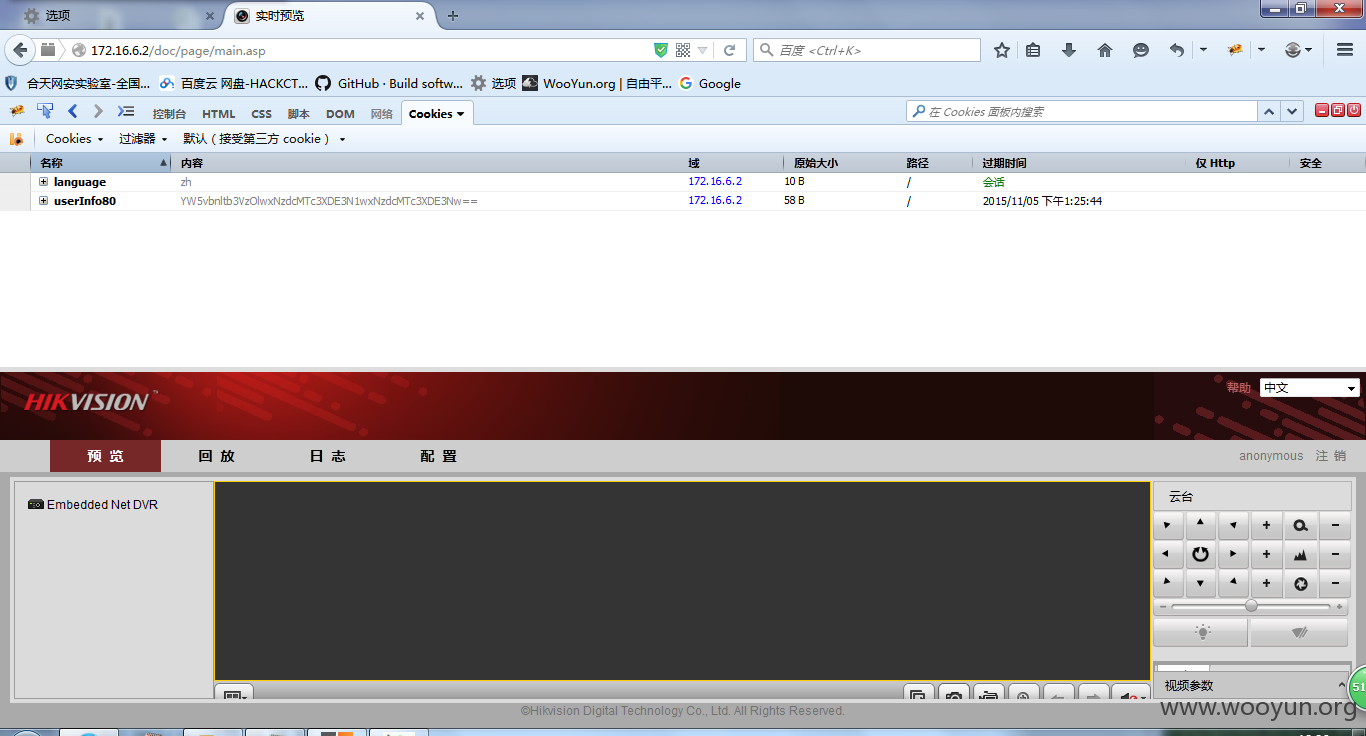 选项
实时预览
172.16.6.2/doc/page/main.asp
百度 <Ctrl+K>
合天网安实验室-全国...
百度云 网盘-HACKCT...
GitHub · Build softw...
选项
WooYun.org | 自由平...
Google
控制台 HTML CSS 脚本 DOM 网络 Cookies
在 Cookies 面板内搜索
Cookies 过滤器 默认（接受第三方 cookie）
名称 内容 域 原始大小 路径 过期时间 仅 Http 安全
language zh 172.16.6.2 10 B / 会话
userInfo80 YW5vbnltb3VzOlwxNzdcMTc3XDE3N1wxNzdcMTc3XDE3Nw== 172.16.6.2 58 B / 2015/11/05 下午1:25:44
HIKVISION™
帮助 中文
预览 回放 日志 配置
anonymous 注销
Embedded Net DVR
云台
视频参数
51
©Hikvision Digital Technology Co., Ltd. All Rights Reserved.
www.wooyun.org